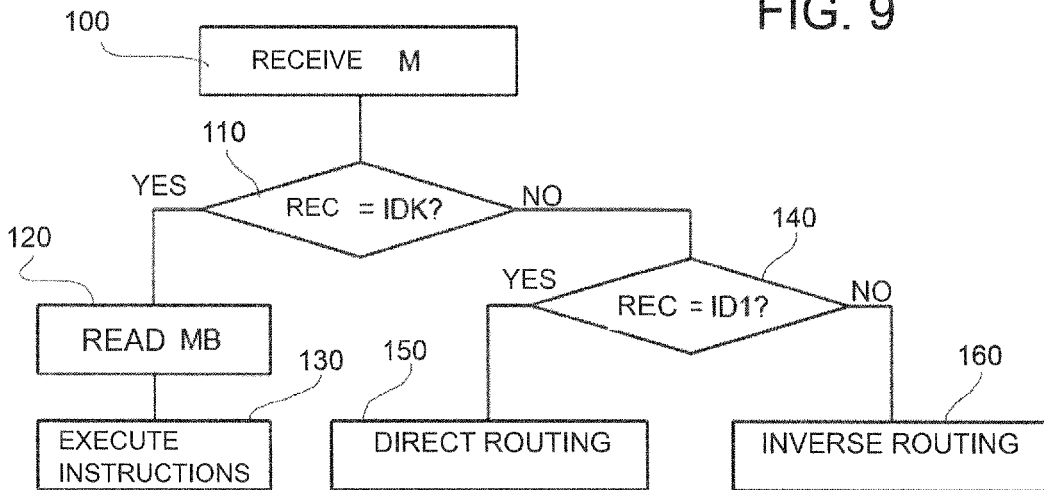 FIG. 9
100
RECEIVE M
110
YES
REC = IDK?
NO
120
140
YES
REC = ID1?
NO
READ MB
130
150
160
EXECUTE
INSTRUCTIONS
DIRECT ROUTING
INVERSE ROUTING